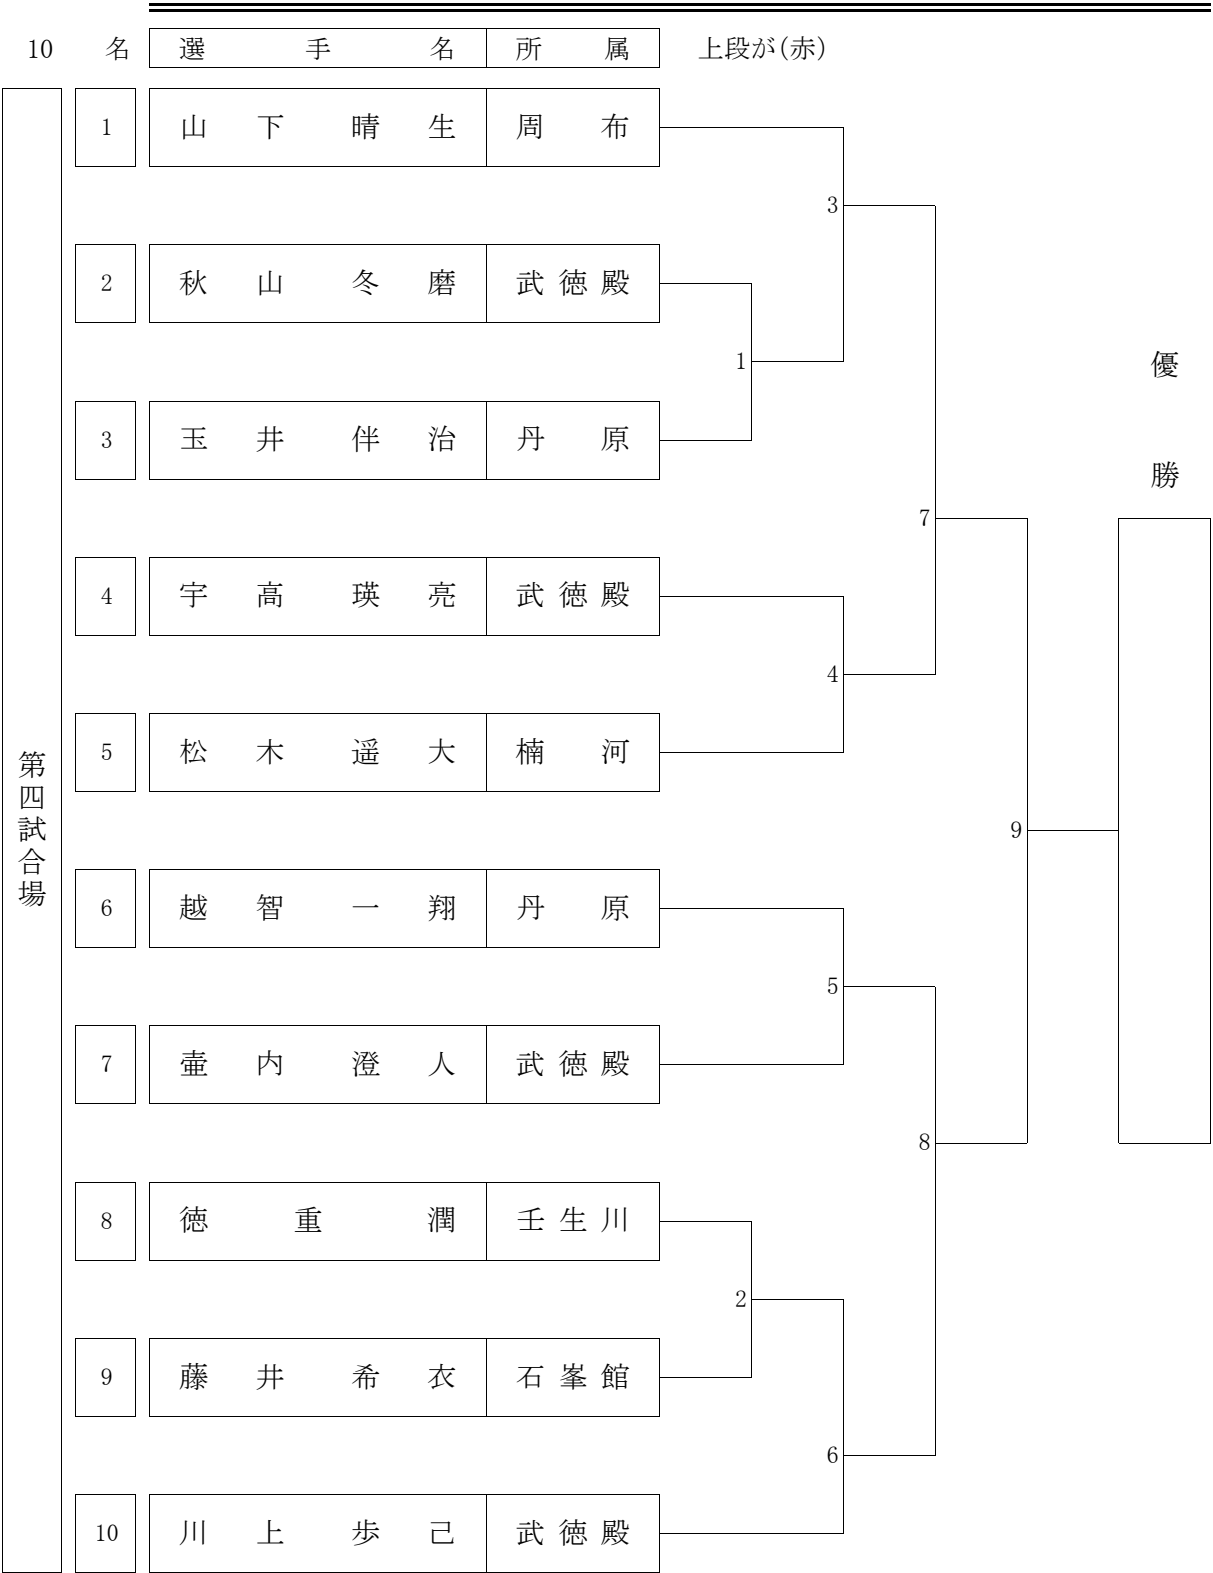 10 名 選手名 所属 上段が(赤)
1 山下 晴生 周布
3
2 秋山 冬磨 武徳殿
1
優勝
3 玉井 伴治 丹原
7
4 宇高 瑛亮 武徳殿
4
5 松木 遥大 楠河
第四試合場
9
6 越智 一翔 丹原
5
7 壷内 澄人 武徳殿
8
8 徳重 潤 壬生川
2
9 藤井 希衣 石峯館
6
10 川上 歩己 武徳殿